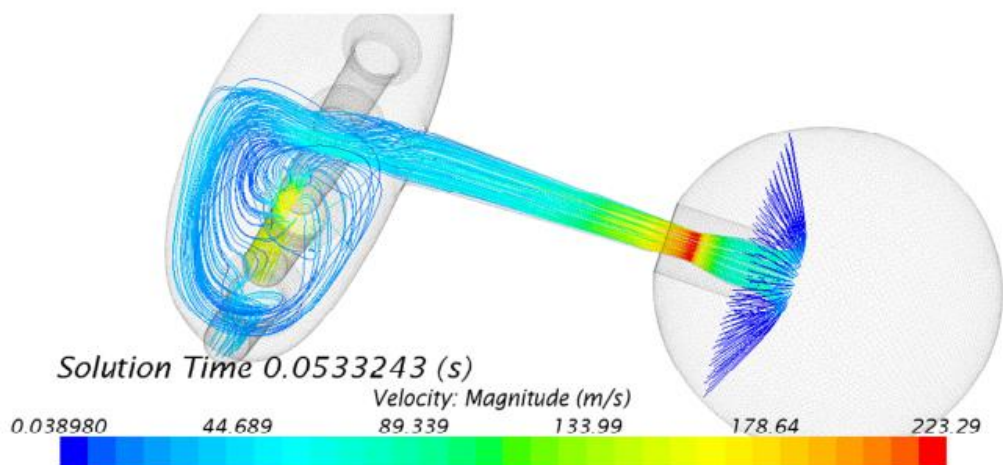 Solution Time 0.0533243 (s)
Velocity: Magnitude (m/s)
0.038980 44.689 89.339 133.99 178.64 223.29